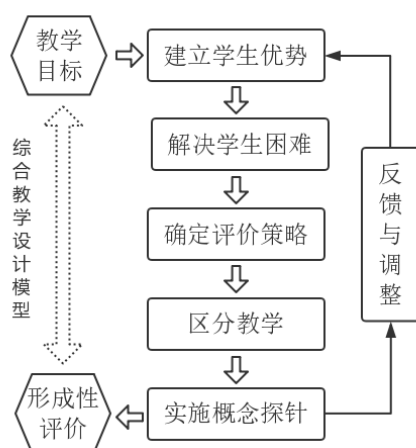 教学
目标
建立学生优势
解决学生困难
确定评价策略
区分教学
实施概念探针
形成性
评价
综合教学设计模型
反馈与调整